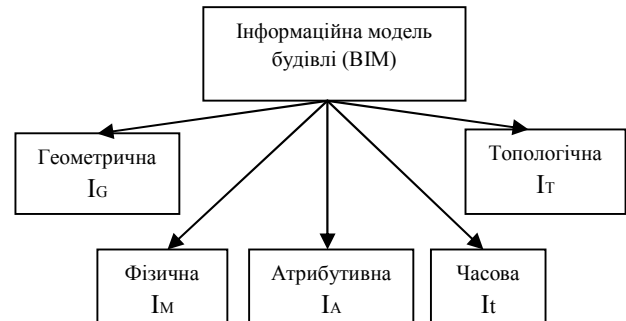 Інформаційна модель
будівлі (BIM)
Геометрична
IG
Топологічна
IT
Фізична
IM
Атрибутивна
IA
Часова
It